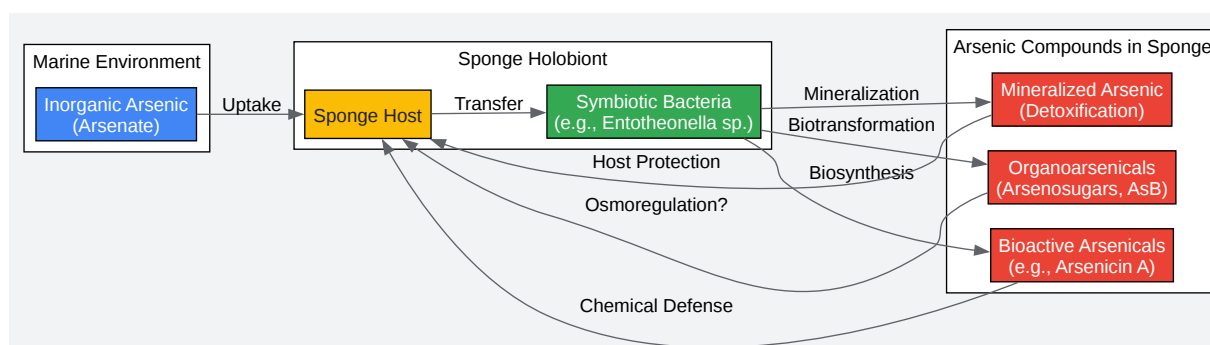 Marine Environment
Inorganic Arsenic
(Arsenate)
Uptake
Sponge Holobiont
Sponge Host
Transfer
Symbiotic Bacteria
(e.g., Entotheonella sp.)
Mineralization
Biotransformation
Biosynthesis
Host Protection
Osmoregulation?
Chemical Defense
Arsenic Compounds in Sponge
Mineralized Arsenic
(Detoxification)
Organoarsenicals
(Arsenosugars, AsB)
Bioactive Arsenicals
(e.g., Arsenicin A)